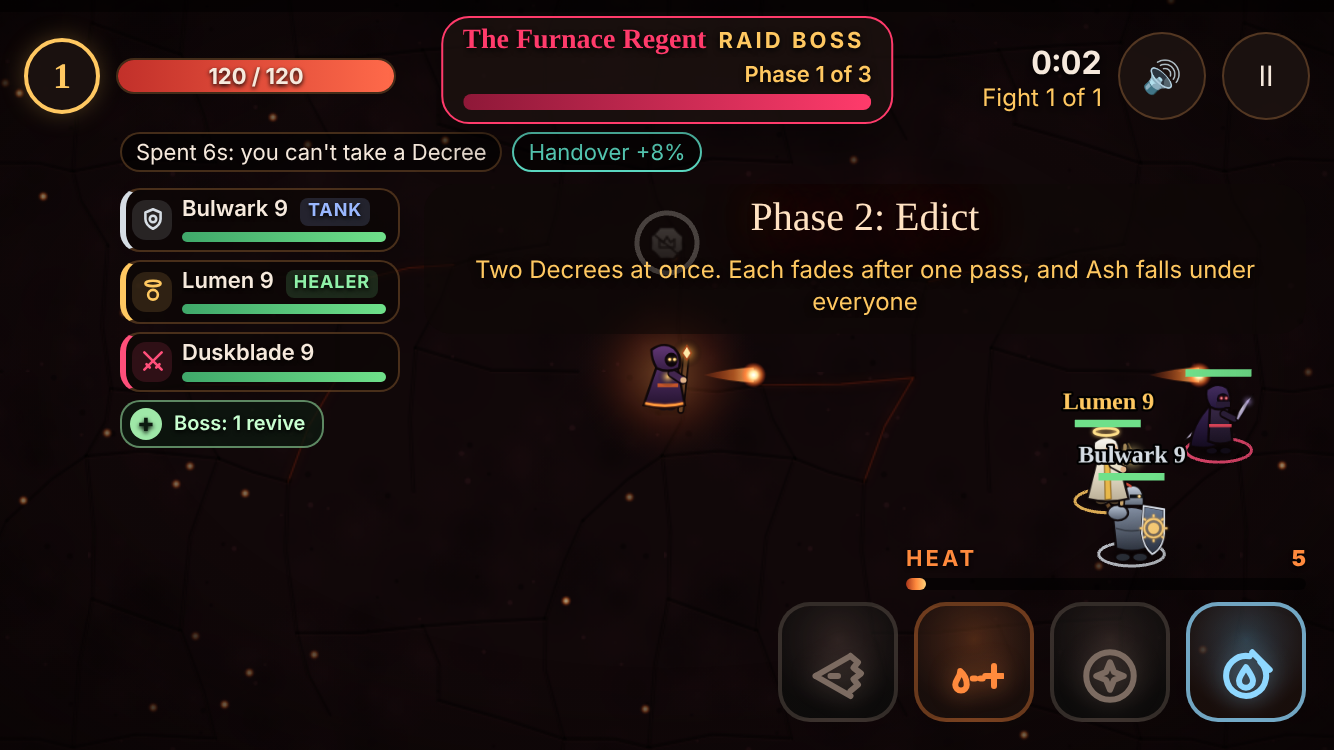 1
120 / 120
The Furnace Regent RAID BOSS
Phase 1 of 3
0:02
Fight 1 of 1
Spent 6s: you can't take a Decree
Handover +8%
Bulwark 9 TANK
Lumen 9 HEALER
Duskblade 9
Boss: 1 revive
Phase 2: Edict
Two Decrees at once. Each fades after one pass, and Ash falls under
everyone
Lumen 9
Bulwark 9
HEAT 5